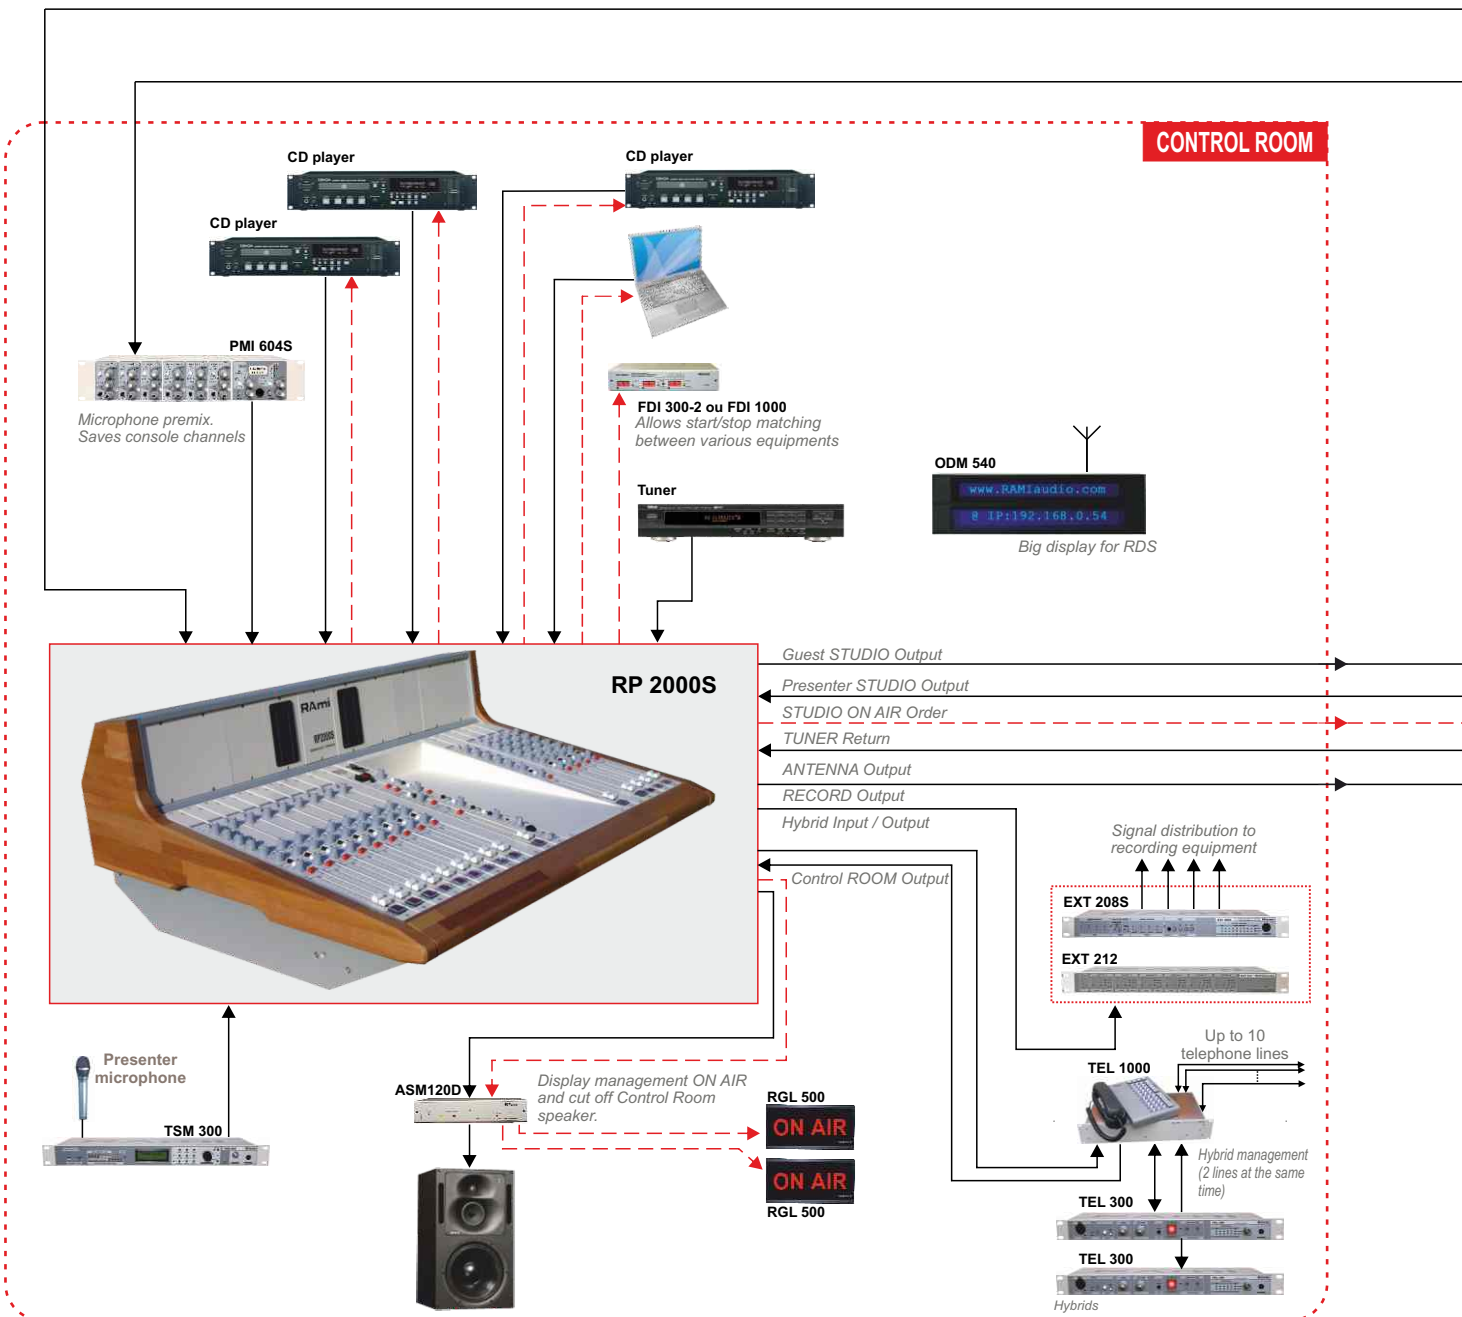 CONTROL ROOM
CD player
CD player
CD player
PMI 604S
Microphone premix.
Saves console channels
FDI 300-2 ou FDI 1000
Allows start/stop matching
between various equipments
Tuner
ODM 540
www.RAMIaudio.com
@ IP:192.168.0.54
Big display for RDS
RP 2000S
RAmi
RP2000S
Guest STUDIO Output
Presenter STUDIO Output
STUDIO ON AIR Order
TUNER Return
ANTENNA Output
RECORD Output
Hybrid Input / Output
Control ROOM Output
Signal distribution to
recording equipment
EXT 208S
EXT 212
Up to 10
telephone lines
TEL 1000
Hybrid management
(2 lines at the same
time)
TEL 300
TEL 300
Hybrids
Presenter
microphone
TSM 300
ASM120D
Display management ON AIR
and cut off Control Room
speaker.
RGL 500
ON AIR
ON AIR
RGL 500